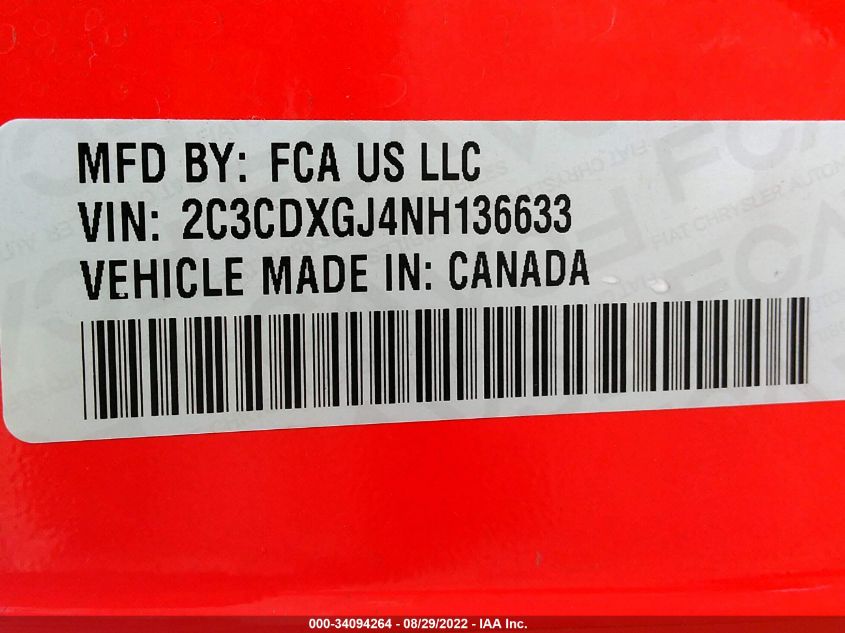 MFD BY: FCA US LLC
VIN: 2C3CDXGJ4NH136633
VEHICLE MADE IN: CANADA
000-34094264 - 08/29/2022 - IAA Inc.